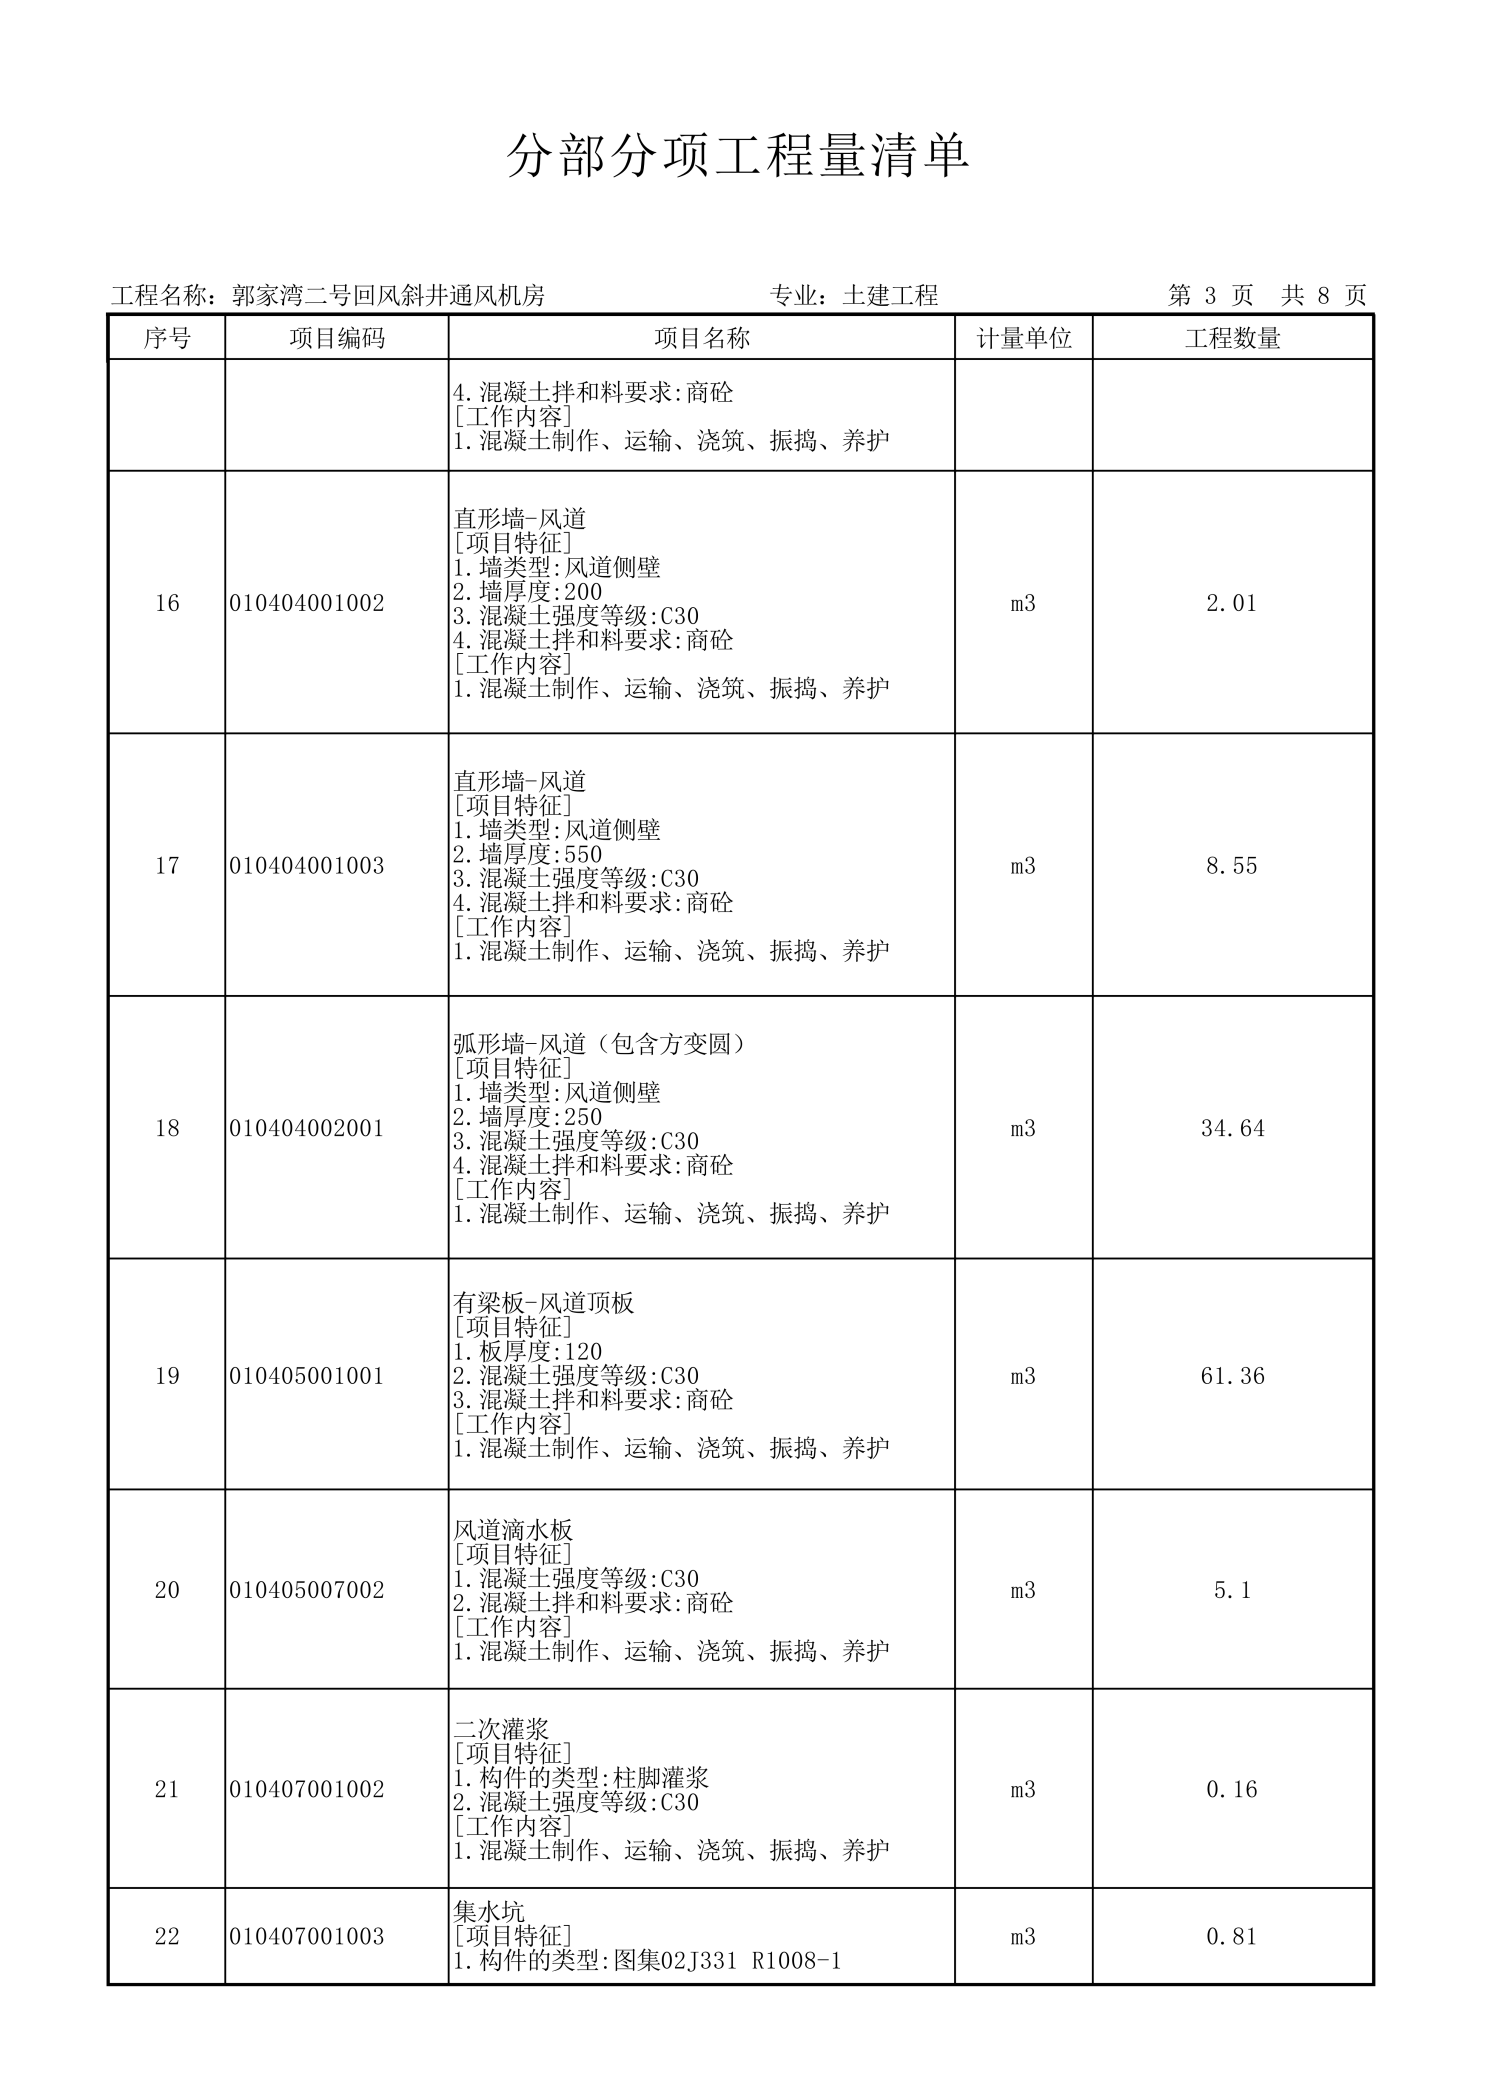 分部分项工程量清单
工程名称：郭家湾二号回风斜井通风机房 专业：土建工程 第 3 页 共 8 页
序号 项目编码 项目名称 计量单位 工程数量
4.混凝土拌和料要求:商砼
[工作内容]
1.混凝土制作、运输、浇筑、振捣、养护
直形墙-风道
[项目特征]
1.墙类型:风道侧壁
2.墙厚度:200
16 010404001002 m3 2.01
3.混凝土强度等级:C30
4.混凝土拌和料要求:商砼
[工作内容]
1.混凝土制作、运输、浇筑、振捣、养护
直形墙-风道
[项目特征]
1.墙类型:风道侧壁
2.墙厚度:550
17 010404001003 m3 8.55
3.混凝土强度等级:C30
4.混凝土拌和料要求:商砼
[工作内容]
1.混凝土制作、运输、浇筑、振捣、养护
弧形墙-风道（包含方变圆）
[项目特征]
1.墙类型:风道侧壁
2.墙厚度:250
18 010404002001 m3 34.64
3.混凝土强度等级:C30
4.混凝土拌和料要求:商砼
[工作内容]
1.混凝土制作、运输、浇筑、振捣、养护
有梁板-风道顶板
[项目特征]
1.板厚度:120
19 010405001001 2.混凝土强度等级:C30 m3 61.36
3.混凝土拌和料要求:商砼
[工作内容]
1.混凝土制作、运输、浇筑、振捣、养护
风道滴水板
[项目特征]
1.混凝土强度等级:C30
20 010405007002 m3 5.1
2.混凝土拌和料要求:商砼
[工作内容]
1.混凝土制作、运输、浇筑、振捣、养护
二次灌浆
[项目特征]
1.构件的类型:柱脚灌浆
21 010407001002 m3 0.16
2.混凝土强度等级:C30
[工作内容]
1.混凝土制作、运输、浇筑、振捣、养护
集水坑
22 010407001003 [项目特征] m3 0.81
1.构件的类型:图集02J331 R1008-1